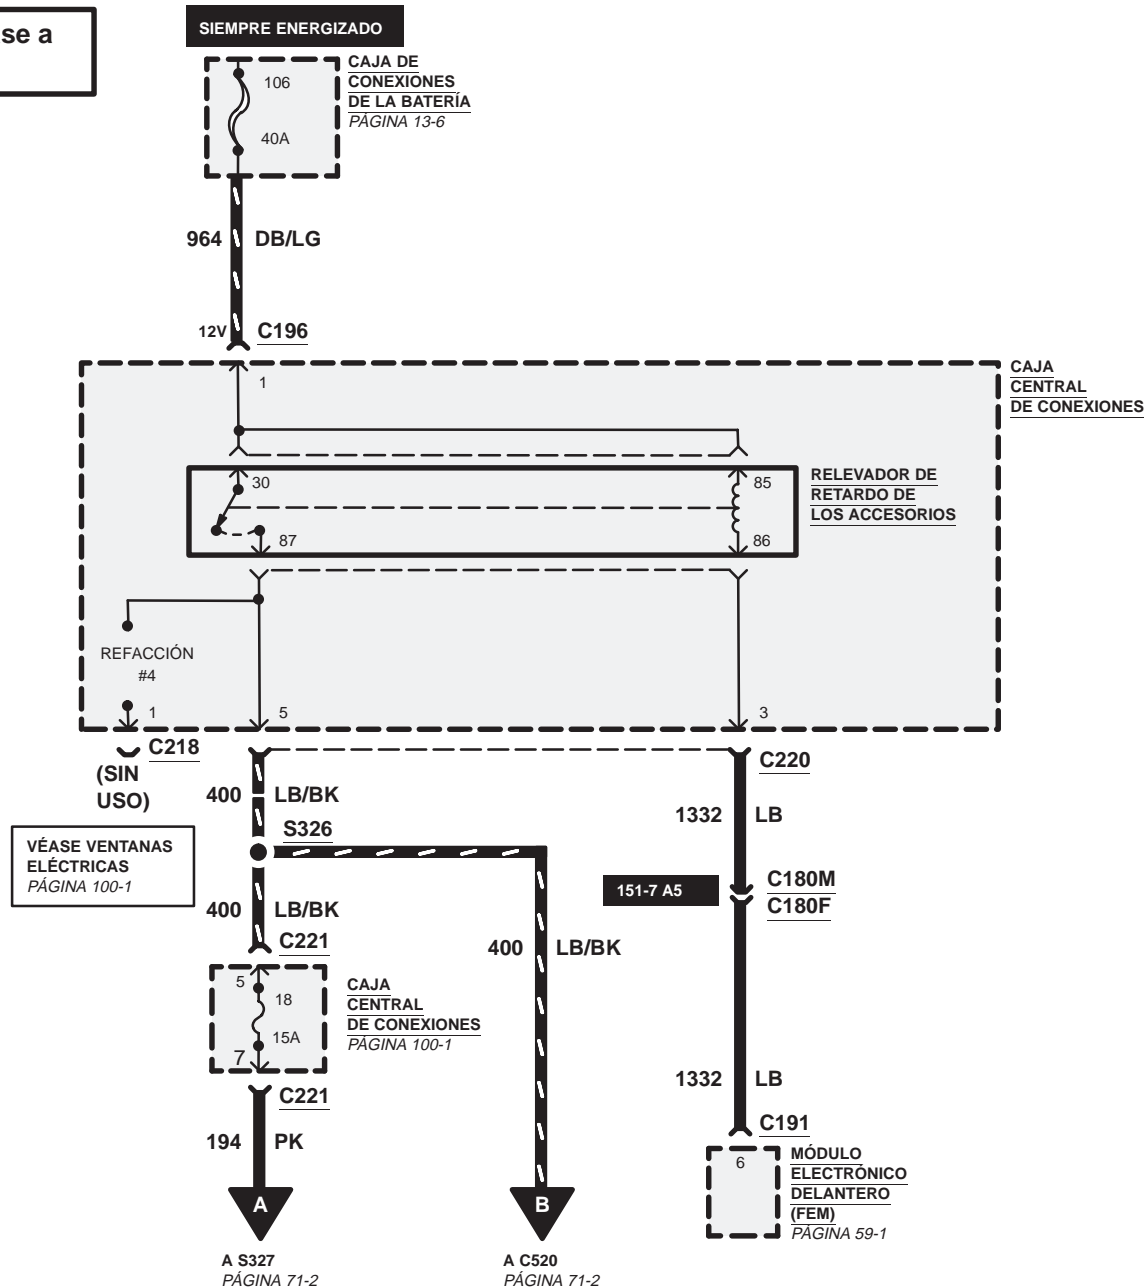 se a
SIEMPRE ENERGIZADO
106
40A
CAJA DE
CONEXIONES
DE LA BATERÍA
PÁGINA 13-6
964 DB/LG
12V C196
1
CAJA
CENTRAL
DE CONEXIONES
30
85
RELEVADOR DE
RETARDO DE
LOS ACCESORIOS
87
86
REFACCIÓN
#4
1
5
3
C218
(SIN
USO)
C220
400 LB/BK
1332 LB
S326
VÉASE VENTANAS
ELÉCTRICAS
PÁGINA 100-1
151-7 A5
C180M
C180F
400 LB/BK
C221
400 LB/BK
5
18
15A
7
CAJA
CENTRAL
DE CONEXIONES
PÁGINA 100-1
C221
1332 LB
194 PK
C191
6
MÓDULO
ELECTRÓNICO
DELANTERO
(FEM)
PÁGINA 59-1
A
B
A S327
PÁGINA 71-2
A C520
PÁGINA 71-2